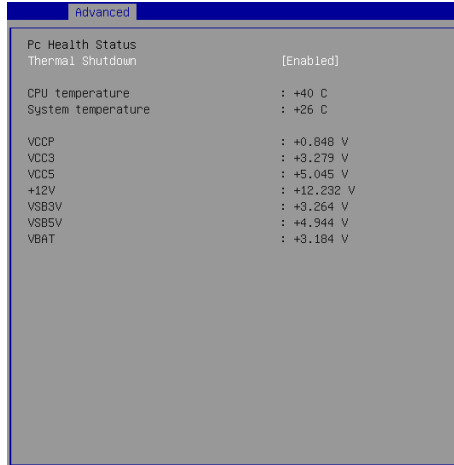 Advanced
Pc Health Status
Thermal Shutdown [Enabled]
CPU temperature : +40 C
System temperature : +26 C
VCCP : +0.848 V
VCC3 : +3.279 V
VCC5 : +5.045 V
+12V : +12.232 V
VSB3V : +3.264 V
VSB5V : +4.944 V
VBAT : +3.184 V